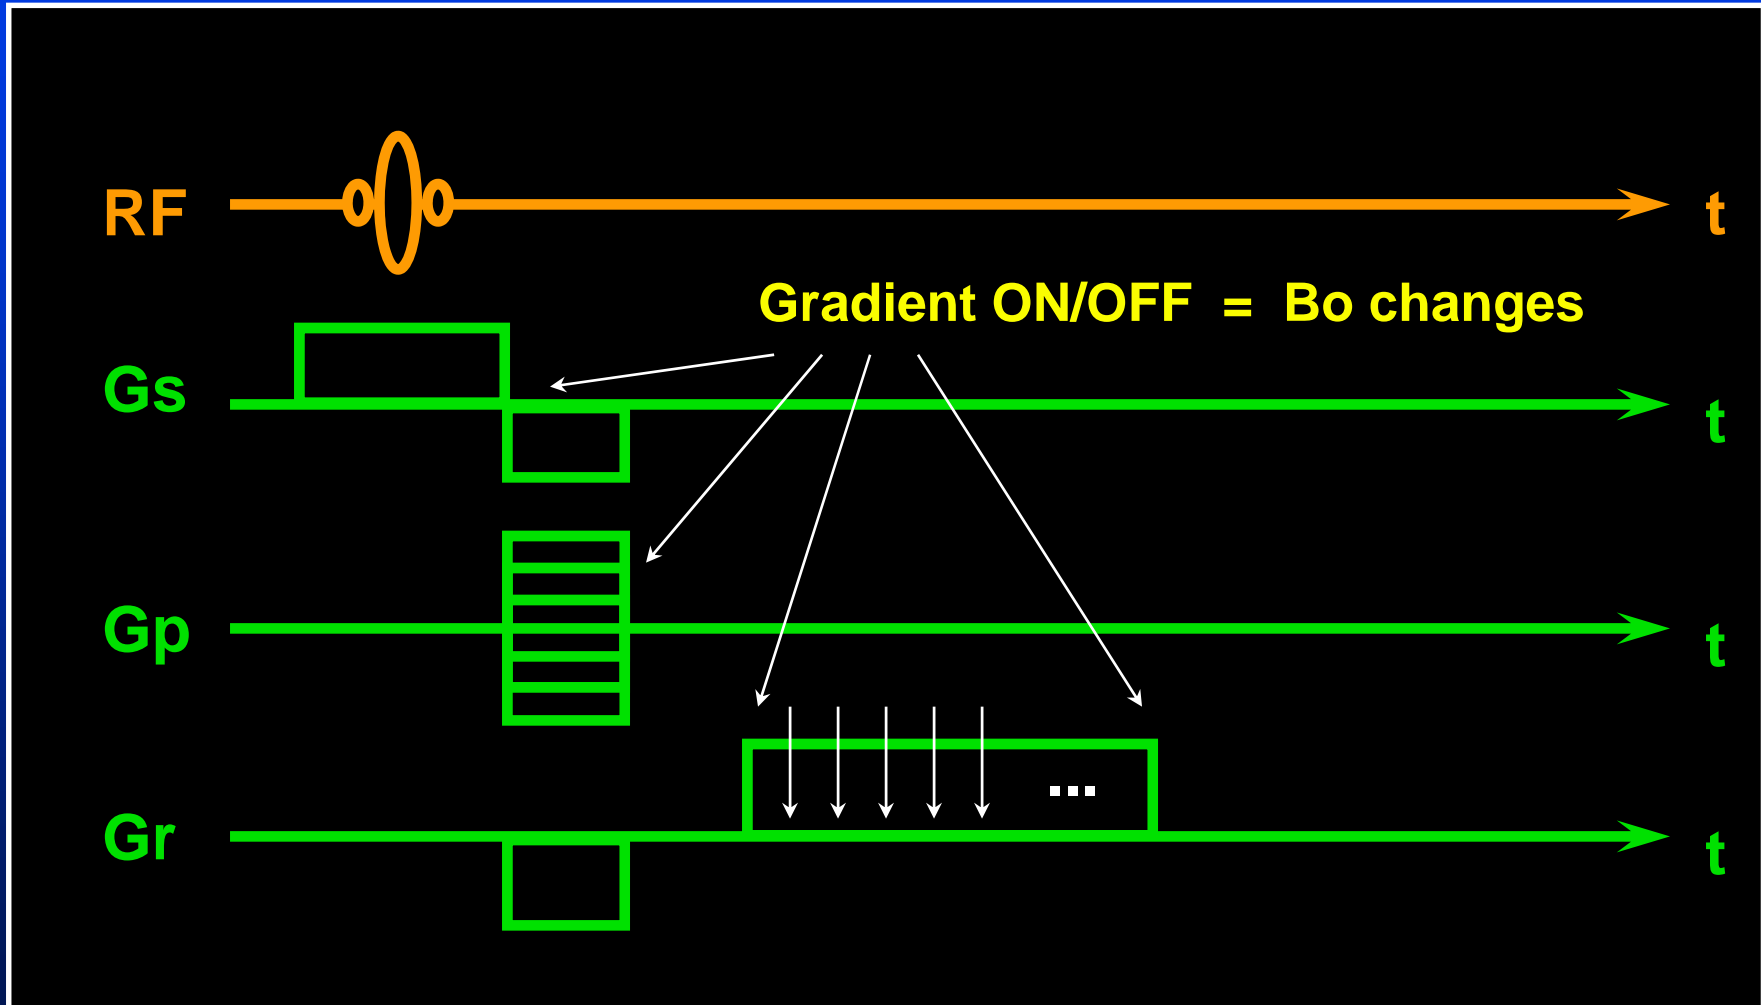 RF t
Gradient ON/OFF = Bo changes
Gs t
Gp t
...
Gr t